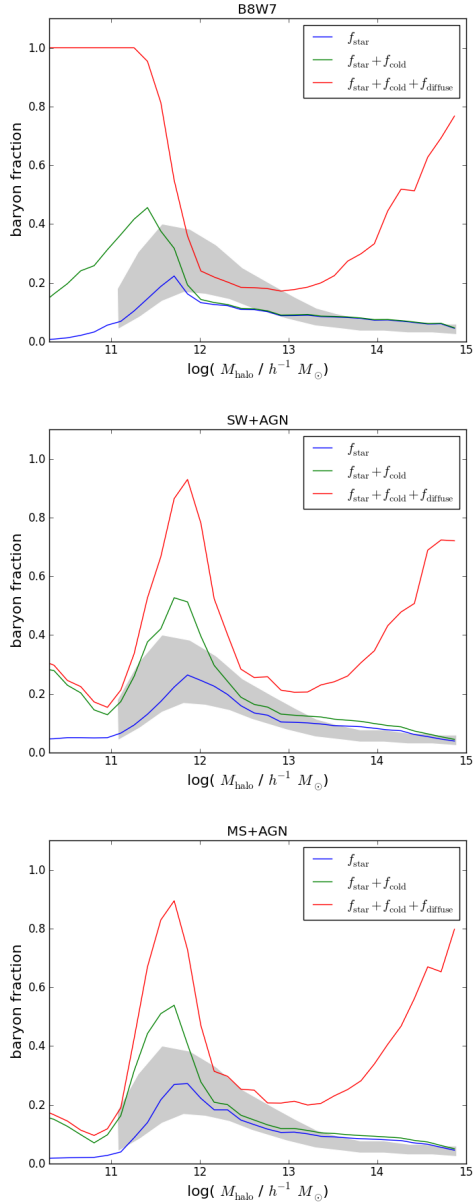 B8W7
1.0
0.8
0.6
0.4
0.2
0.0
baryon fraction
f_star
f_star + f_cold
f_star + f_cold + f_diffuse
11 12 13 14 15
log( M_halo / h^{-1} M_⊙)
SW+AGN
1.0
0.8
0.6
0.4
0.2
0.0
baryon fraction
f_star
f_star + f_cold
f_star + f_cold + f_diffuse
11 12 13 14 15
log( M_halo / h^{-1} M_⊙)
MS+AGN
1.0
0.8
0.6
0.4
0.2
0.0
baryon fraction
f_star
f_star + f_cold
f_star + f_cold + f_diffuse
11 12 13 14 15
log( M_halo / h^{-1} M_⊙)